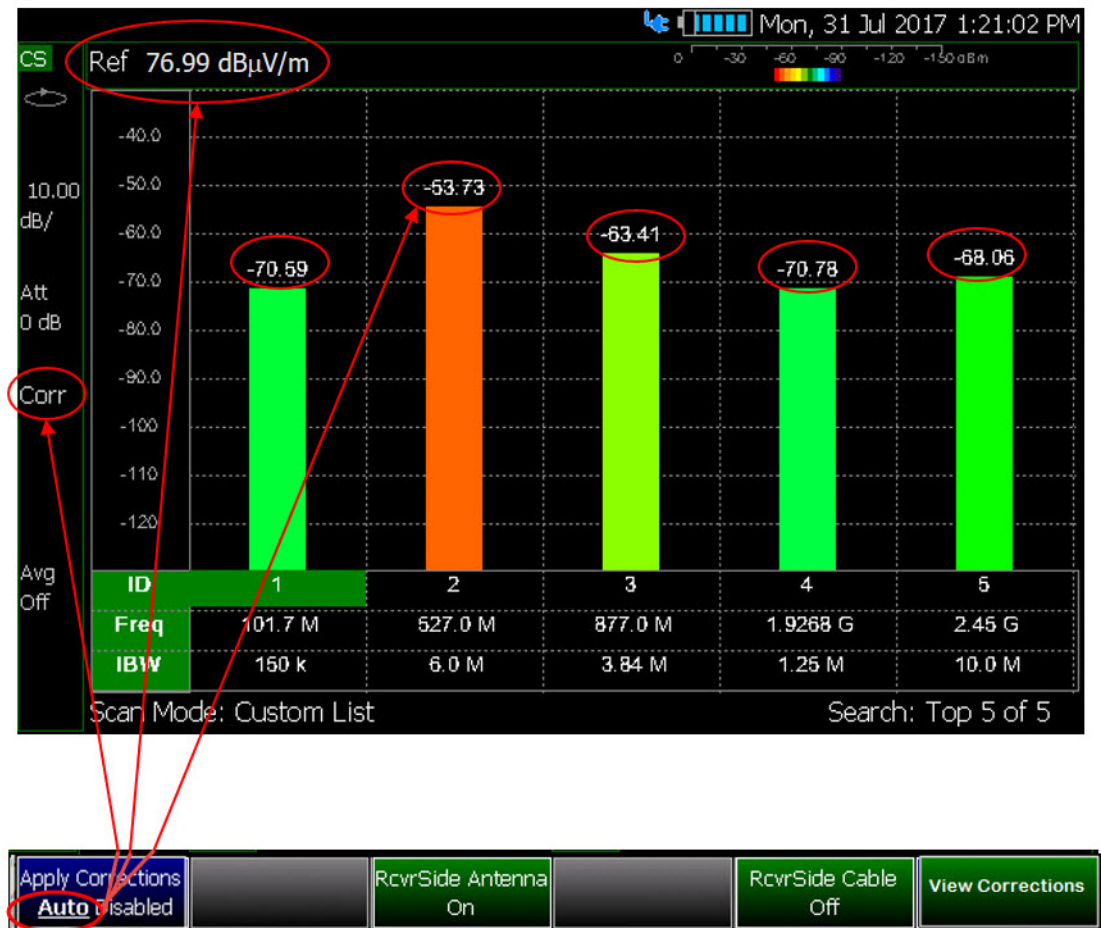 Mon, 31 Jul 2017 1:21:02 PM
CS
Ref 76.99 dBµV/m
0 -30 -60 -90 -120 -150 dBm
10.00
dB/
Att
0 dB
Corr
Avg
Off
-40.0
-50.0
-60.0
-70.0
-80.0
-90.0
-100
-110
-120
-70.59
-53.73
-63.41
-70.78
-68.06
ID 1 2 3 4 5
Freq 101.7 M 527.0 M 877.0 M 1.9268 G 2.45 G
IBW 150 k 6.0 M 3.84 M 1.25 M 10.0 M
Scan Mode: Custom List
Search: Top 5 of 5
Apply Corrections
Auto Disabled
RcvrSide Antenna
On
RcvrSide Cable
Off
View Corrections